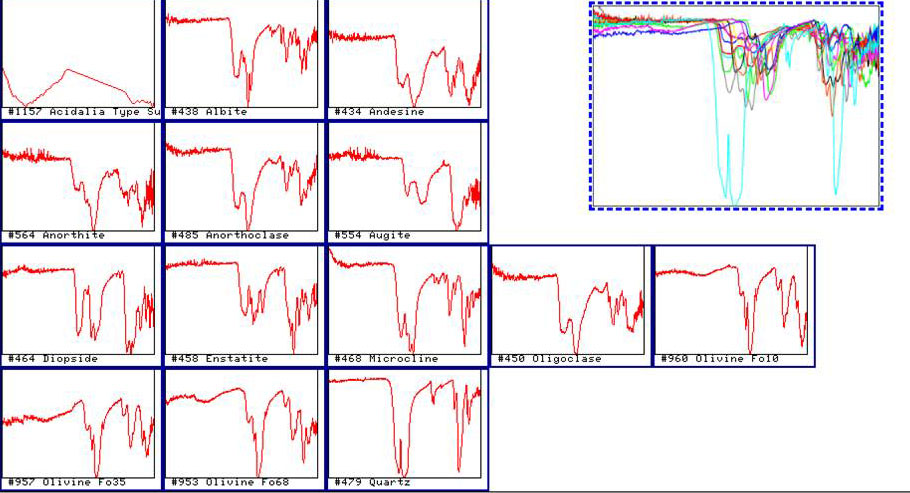 #1157 Acidalia Type Su
#438 Albite
#434 Andesine
#564 Anorthite
#485 Anorthoclase
#554 Augite
#464 Diopside
#458 Enstatite
#468 Microcline
#450 Oligoclase
#960 Olivine Fo10
#957 Olivine Fo35
#953 Olivine Fo68
#479 Quartz